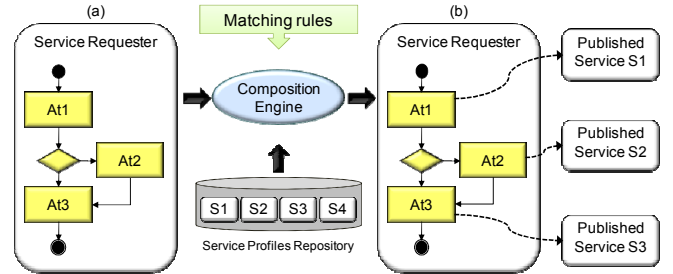 (a)
Service Requester
At1
At2
At3
Matching rules
Composition
Engine
S1 S2 S3 S4
Service Profiles Repository
(b)
Service Requester
At1
At2
At3
Published
Service S1
Published
Service S2
Published
Service S3